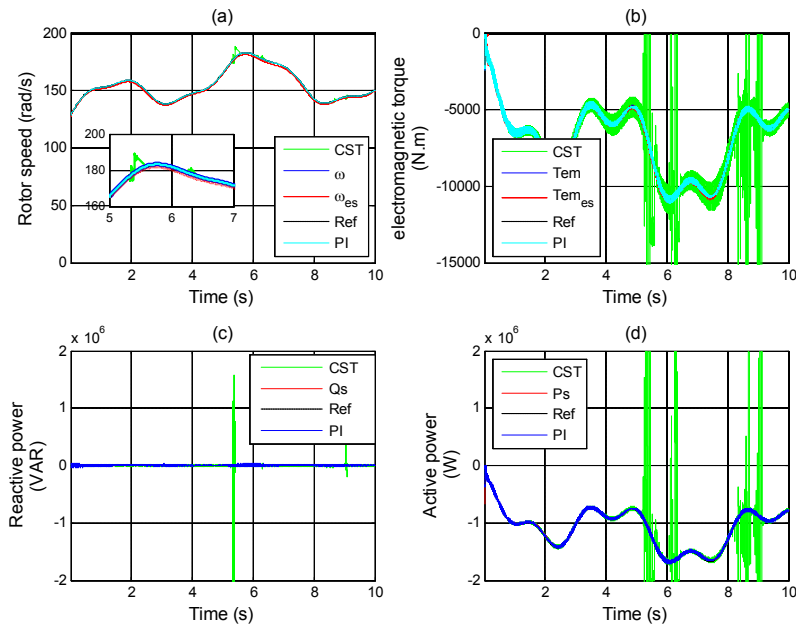 (a)
200
150
100
50
0
Rotor speed (rad/s)
200
180
160
5
6
7
CST
ω
ω_es
Ref
PI
0
2
4
6
8
10
Time (s)
(b)
0
-5000
-10000
-15000
electromagnetic torque
(N.m)
CST
Tem
Tem_es
Ref
PI
2
4
6
8
10
Time (s)
(c)
x 10^6
2
1
0
-1
-2
Reactive power
(VAR)
CST
Qs
Ref
PI
0
2
4
6
8
10
Time (s)
(d)
x 10^6
2
1
0
-1
-2
Active power
(W)
CST
Ps
Ref
PI
2
4
6
8
10
Time (s)